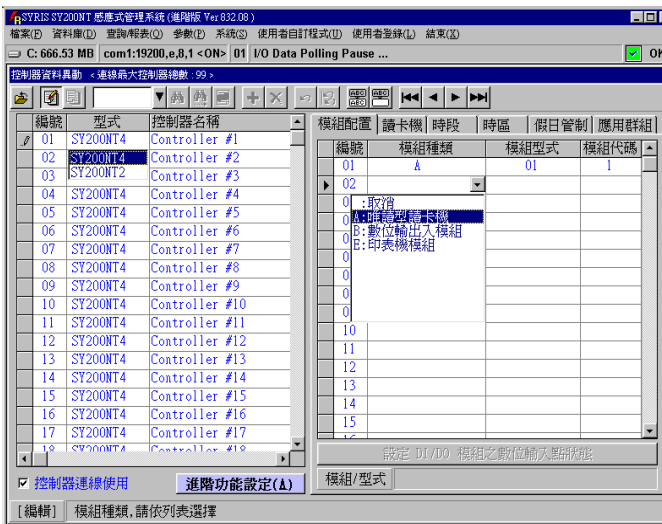 SYRIS SY200NT 感應式管理系統 (進階版 Ver 832.08 )
檔案(F) 資料庫(D) 查詢/報表(Q) 參數(P) 系統(S) 使用者自訂程式(U) 使用者登錄(L) 結束(X)
C: 666.53 MB com1:19200,e,8,1 <ON> 01 I/O Data Polling Pause ... OK
控制器資料異動 < 連線最大控制器總數 : 99 >
編號 型式 控制器名稱
01 SY200NT4 Controller #1
02 SY200NT4 Controller #2
SY200NT2
03 Controller #3
04 SY200NT4 Controller #4
05 SY200NT4 Controller #5
06 SY200NT4 Controller #6
07 SY200NT4 Controller #7
08 SY200NT4 Controller #8
09 SY200NT4 Controller #9
10 SY200NT4 Controller #10
11 SY200NT4 Controller #11
12 SY200NT4 Controller #12
13 SY200NT4 Controller #13
14 SY200NT4 Controller #14
15 SY200NT4 Controller #15
16 SY200NT4 Controller #16
17 SY200NT4 Controller #17
18 SY200NT4 Controller #18
控制器連線使用 進階功能設定(A)
模組配置 讀卡機 時段 時區 假日管制 應用群組
編號 模組種類 模組型式 模組代碼
01 A 01 1
02
:取消
A:唯讀型讀卡機
B:數位輸出入模組
E:印表機模組
10
11
12
13
14
15
16
設定 DI/DO 模組之數位輸入點狀態
模組/型式
[編輯] 模組種類,請依列表選擇